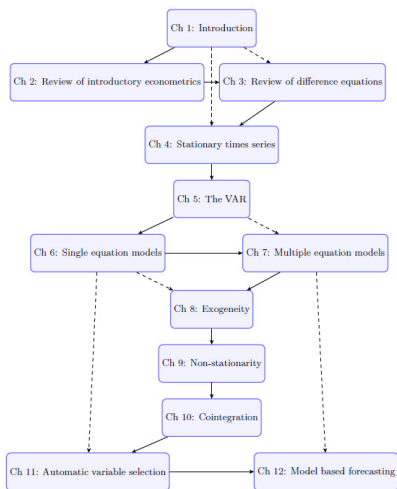 Ch 1: Introduction
Ch 2: Review of introductory econometrics
Ch 3: Review of difference equations
Ch 4: Stationary times series
Ch 5: The VAR
Ch 6: Single equation models
Ch 7: Multiple equation models
Ch 8: Exogeneity
Ch 9: Non-stationarity
Ch 10: Cointegration
Ch 11: Automatic variable selection
Ch 12: Model based forecasting